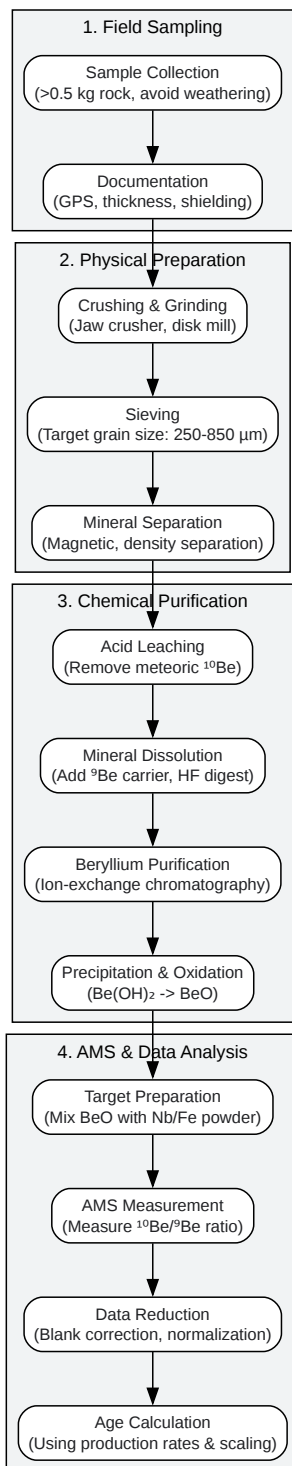 1. Field Sampling
Sample Collection
(>0.5 kg rock, avoid weathering)
Documentation
(GPS, thickness, shielding)
2. Physical Preparation
Crushing & Grinding
(Jaw crusher, disk mill)
Sieving
(Target grain size: 250-850 µm)
Mineral Separation
(Magnetic, density separation)
3. Chemical Purification
Acid Leaching
(Remove meteoric ¹⁰Be)
Mineral Dissolution
(Add ⁹Be carrier, HF digest)
Beryllium Purification
(Ion-exchange chromatography)
Precipitation & Oxidation
(Be(OH)₂ -> BeO)
4. AMS & Data Analysis
Target Preparation
(Mix BeO with Nb/Fe powder)
AMS Measurement
(Measure ¹⁰Be/⁹Be ratio)
Data Reduction
(Blank correction, normalization)
Age Calculation
(Using production rates & scaling)